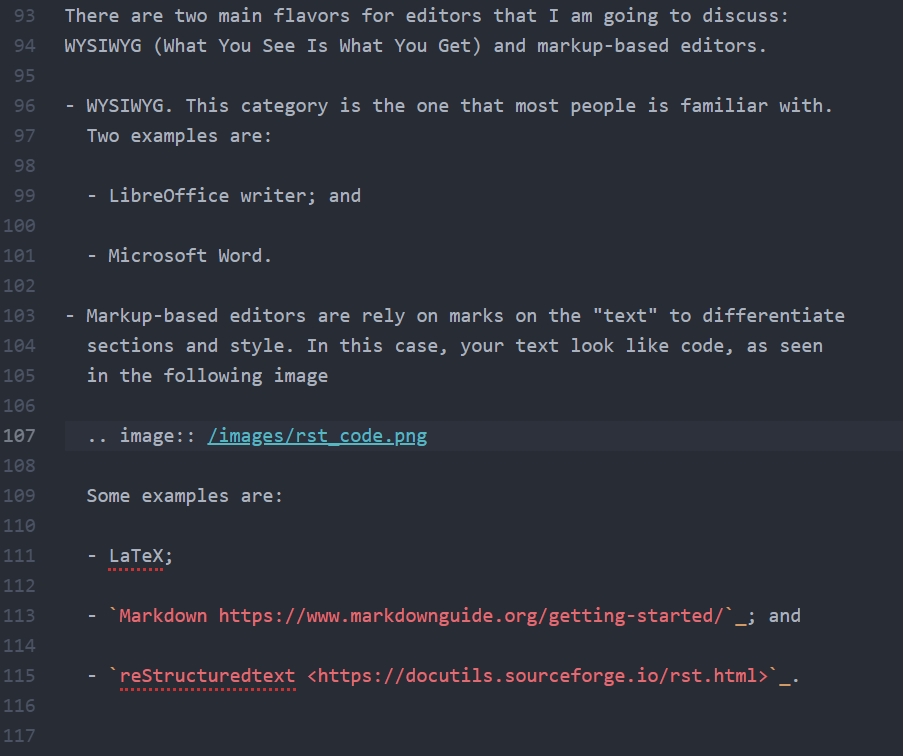 93 There are two main flavors for editors that I am going to discuss:
94 WYSIWYG (What You See Is What You Get) and markup-based editors.
95
96 - WYSIWYG. This category is the one that most people is familiar with.
97 Two examples are:
98
99 - LibreOffice writer; and
100
101 - Microsoft Word.
102
103 - Markup-based editors are rely on marks on the "text" to differentiate
104 sections and style. In this case, your text look like code, as seen
105 in the following image
106
107 .. image:: /images/rst_code.png
108
109 Some examples are:
110
111 - LaTeX;
112
113 - `Markdown https://www.markdownguide.org/getting-started/`_; and
114
115 - `reStructuredtext <https://docutils.sourceforge.io/rst.html>`_.
116
117